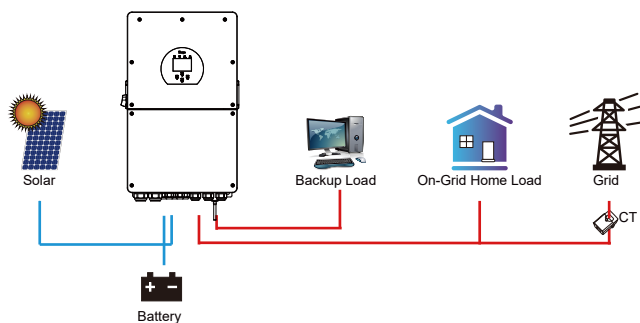 Solar
Backup Load
On-Grid Home Load
Grid
CT
Battery